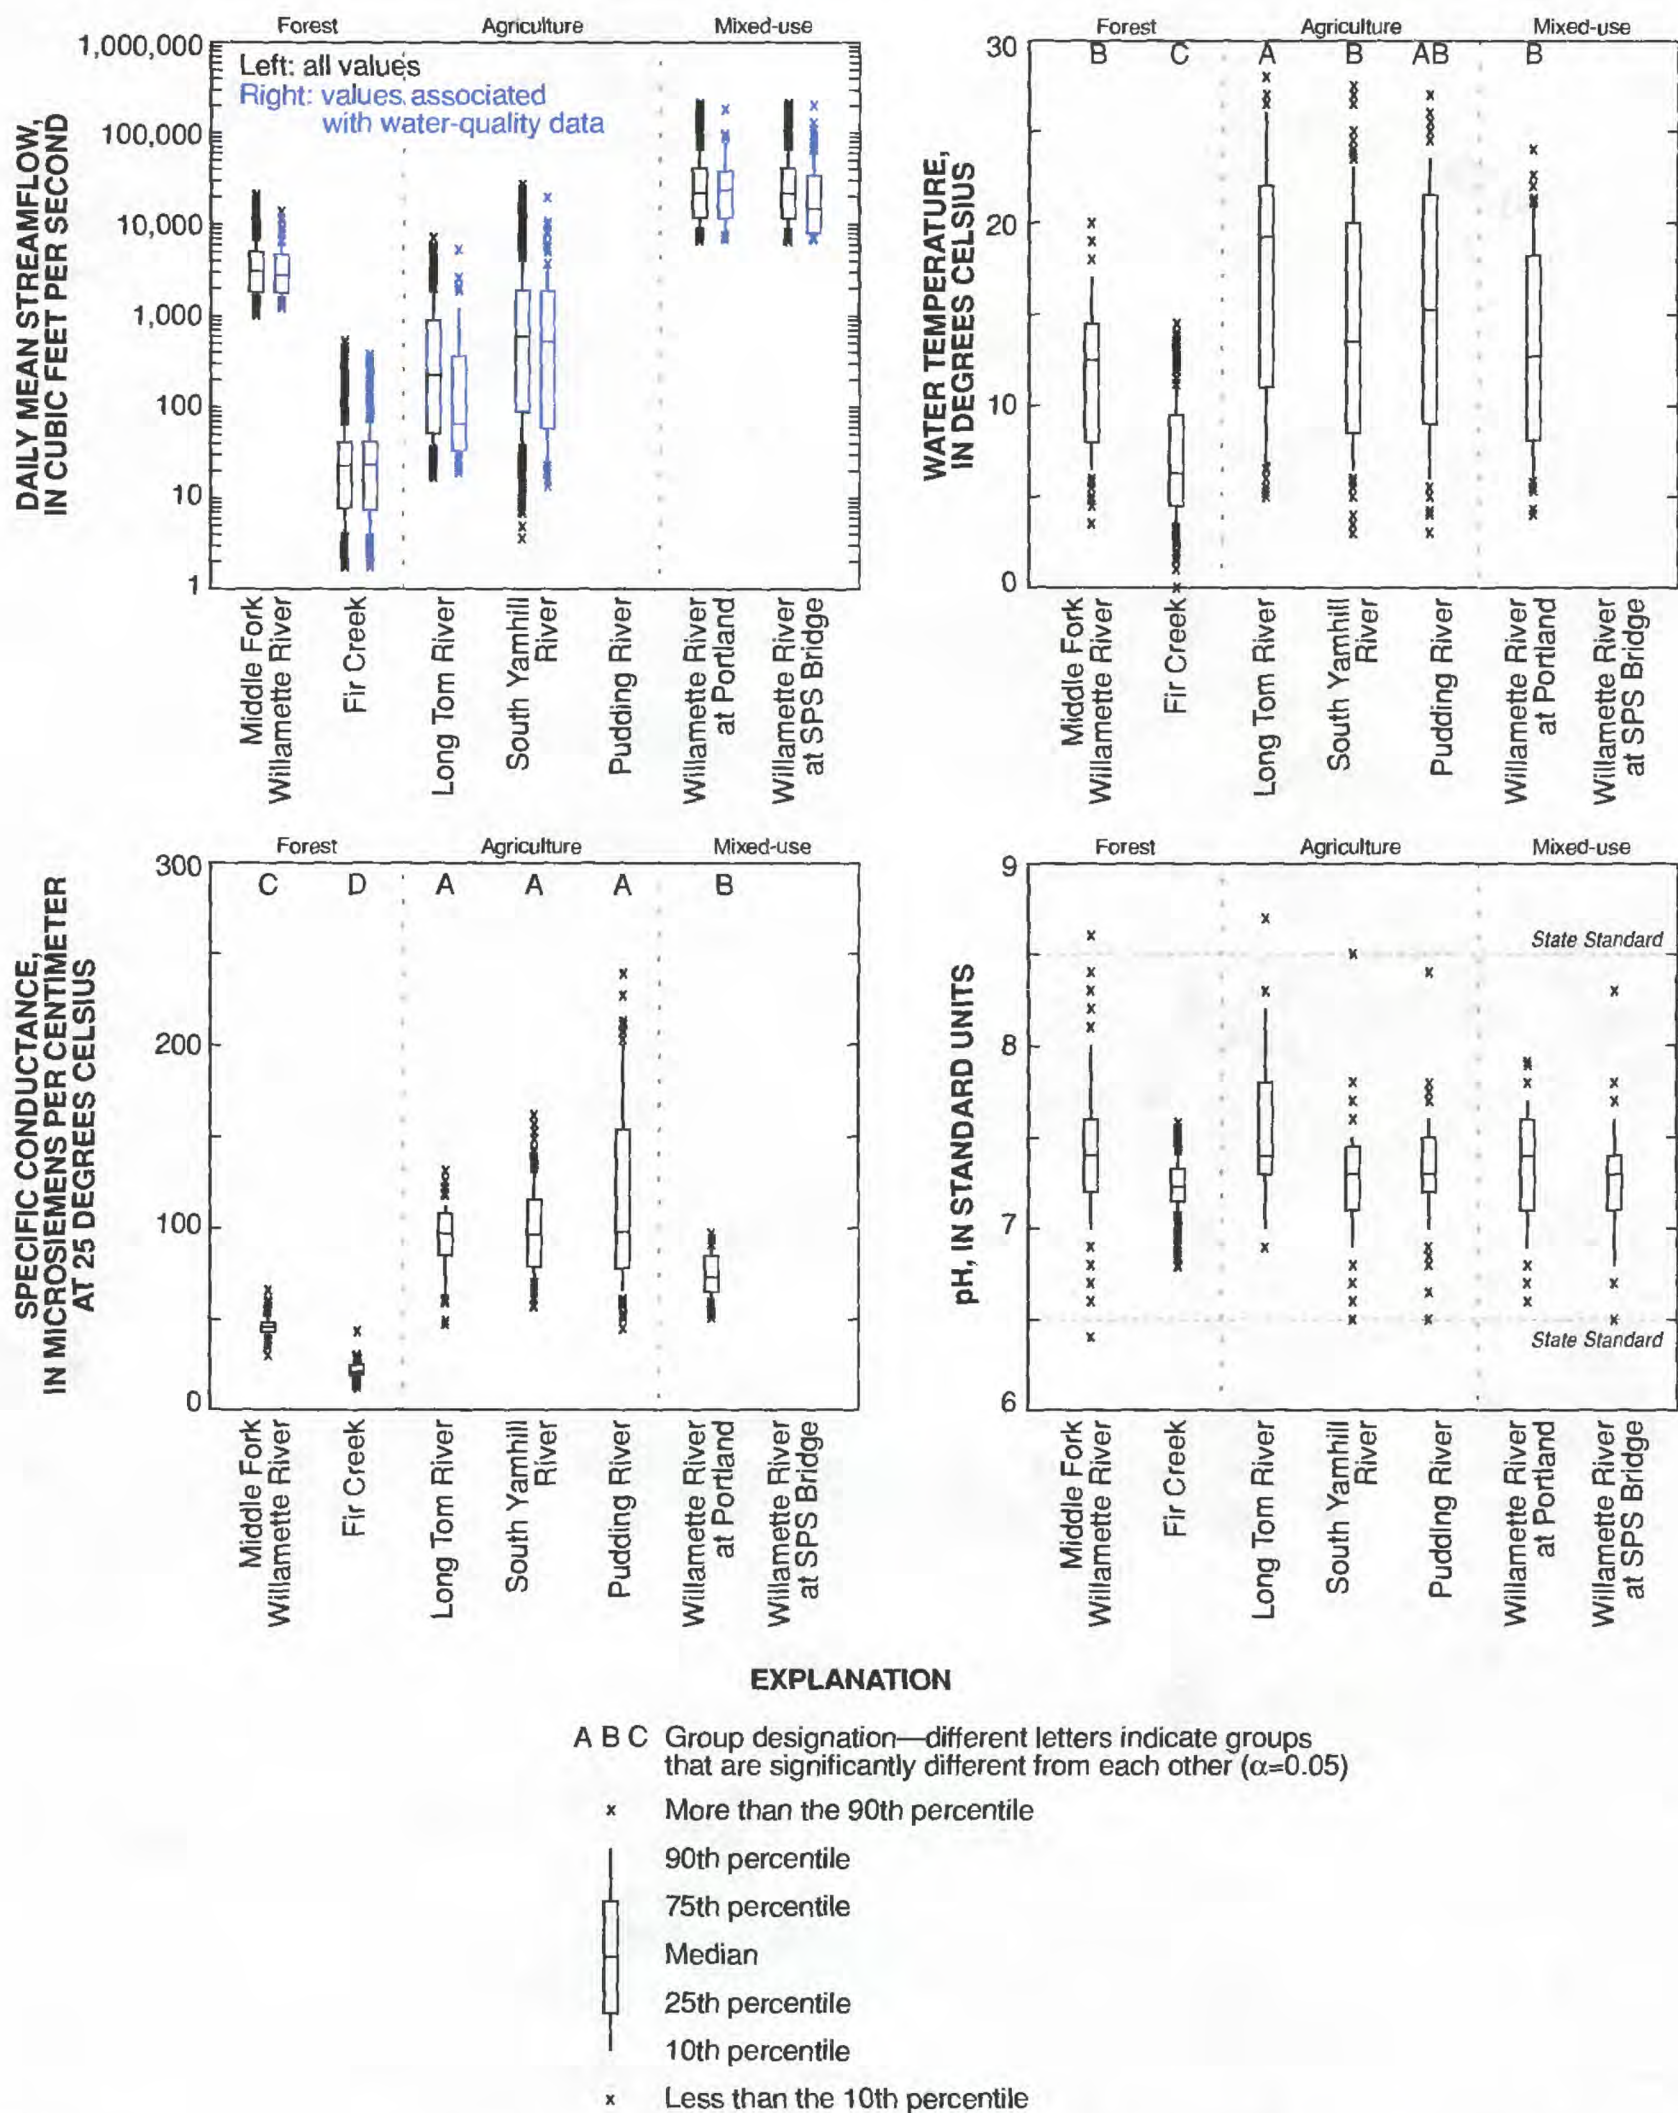 Forest Agriculture Mixed-use
DAILY MEAN STREAMFLOW,
IN CUBIC FEET PER SECOND
1,000,000
100,000
10,000
1,000
100
10
1
Left: all values
Right: values associated
with water-quality data
Middle Fork
Willamette River
Fir Creek
Long Tom River
South Yamhill
River
Pudding River
Willamette River
at Portland
Willamette River
at SPS Bridge
Forest Agriculture Mixed-use
WATER TEMPERATURE,
IN DEGREES CELSIUS
30
20
10
0
B C A B AB B
Middle Fork
Willamette River
Fir Creek
Long Tom River
South Yamhill
River
Pudding River
Willamette River
at Portland
Willamette River
at SPS Bridge
Forest Agriculture Mixed-use
SPECIFIC CONDUCTANCE,
IN MICROSIEMENS PER CENTIMETER
AT 25 DEGREES CELSIUS
300
200
100
0
C D A A A B
Middle Fork
Willamette River
Fir Creek
Long Tom River
South Yamhill
River
Pudding River
Willamette River
at Portland
Willamette River
at SPS Bridge
Forest Agriculture Mixed-use
pH, IN STANDARD UNITS
9
8
7
6
State Standard
State Standard
Middle Fork
Willamette River
Fir Creek
Long Tom River
South Yamhill
River
Pudding River
Willamette River
at Portland
Willamette River
at SPS Bridge
EXPLANATION
A B C Group designation—different letters indicate groups
that are significantly different from each other (α=0.05)
x More than the 90th percentile
90th percentile
75th percentile
Median
25th percentile
10th percentile
x Less than the 10th percentile